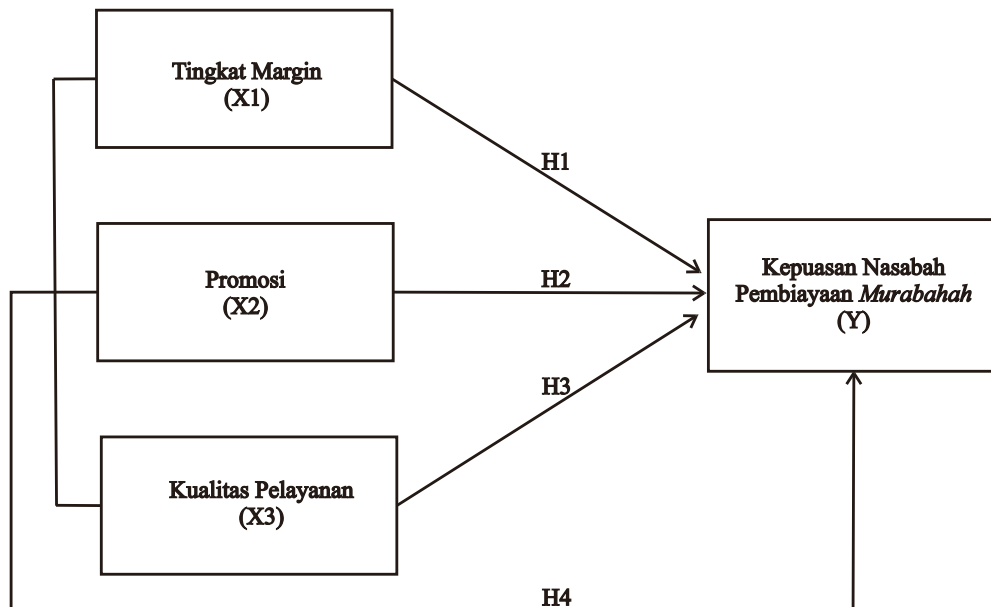 Tingkat Margin
(X1)
H1
Promosi
(X2)
H2
Kepuasan Nasabah
Pembiayaan Murabahah
(Y)
H3
Kualitas Pelayanan
(X3)
H4